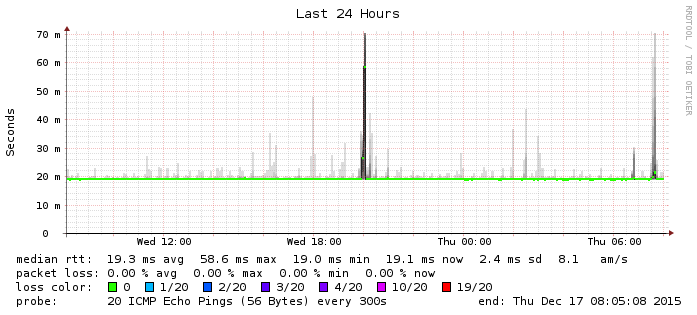 Last 24 Hours
RRDTOOL / TOBI OETIKER
Seconds
70 m
60 m
50 m
40 m
30 m
20 m
10 m
0
Wed 12:00 Wed 18:00 Thu 00:00 Thu 06:00
median rtt: 19.3 ms avg 58.6 ms max 19.0 ms min 19.1 ms now 2.4 ms sd 8.1 am/s
packet loss: 0.00 % avg 0.00 % max 0.00 % min 0.00 % now
loss color: 0 1/20 2/20 3/20 4/20 10/20 19/20
probe: 20 ICMP Echo Pings (56 Bytes) every 300s end: Thu Dec 17 08:05:08 2015